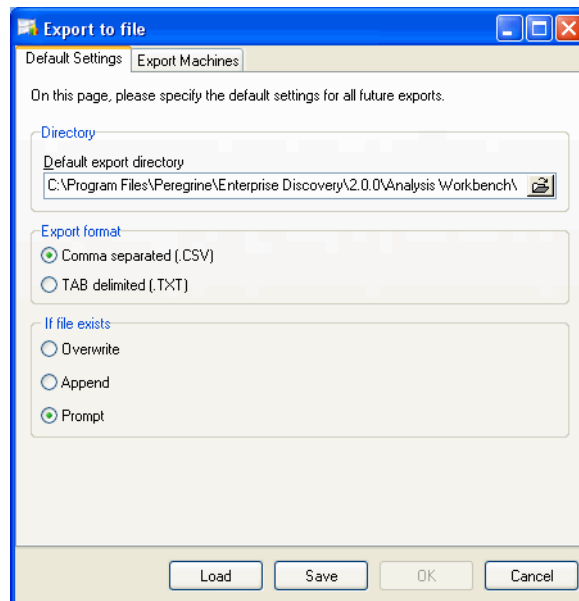 Export to file
Default Settings
Export Machines
On this page, please specify the default settings for all future exports.
Directory
Default export directory
C:\Program Files\Peregrine\Enterprise Discovery\2.0.0\Analysis Workbench\
Export format
Comma separated (.CSV)
TAB delimited (.TXT)
If file exists
Overwrite
Append
Prompt
Load
Save
OK
Cancel